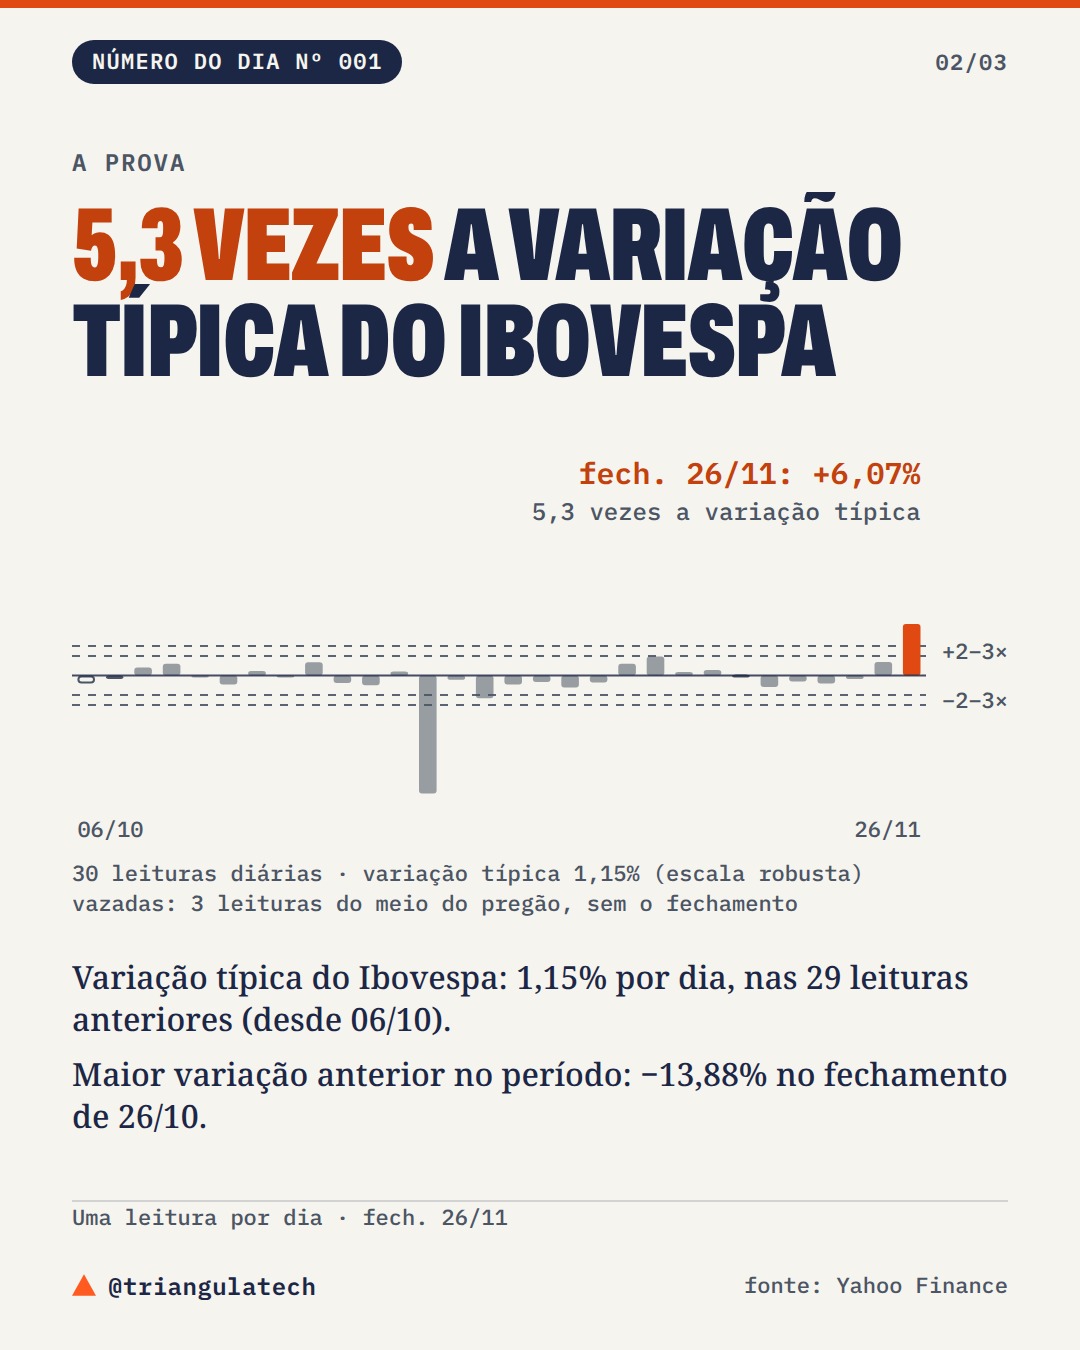 NÚMERO DO DIA Nº 001
02/03
A PROVA
5,3 VEZES A VARIAÇÃO
TÍPICA DO IBOVESPA
fech. 26/11: +6,07%
5,3 vezes a variação típica
+2–3×
−2–3×
06/10
26/11
30 leituras diárias · variação típica 1,15% (escala robusta)
vazadas: 3 leituras do meio do pregão, sem o fechamento
Variação típica do Ibovespa: 1,15% por dia, nas 29 leituras
anteriores (desde 06/10).
Maior variação anterior no período: −13,88% no fechamento
de 26/10.
Uma leitura por dia · fech. 26/11
@triangulatech
fonte: Yahoo Finance